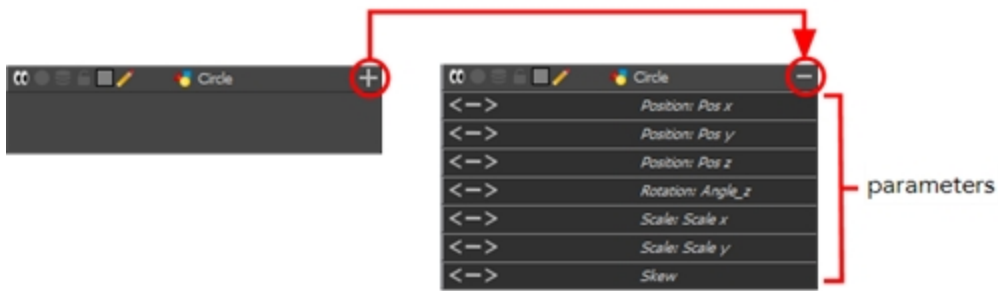 Circle
Circle
<-> Position: Pos x
<-> Position: Pos y
<-> Position: Pos z
<-> Rotation: Angle_z
<-> Scale: Scale x
<-> Scale: Scale y
<-> Skew
parameters